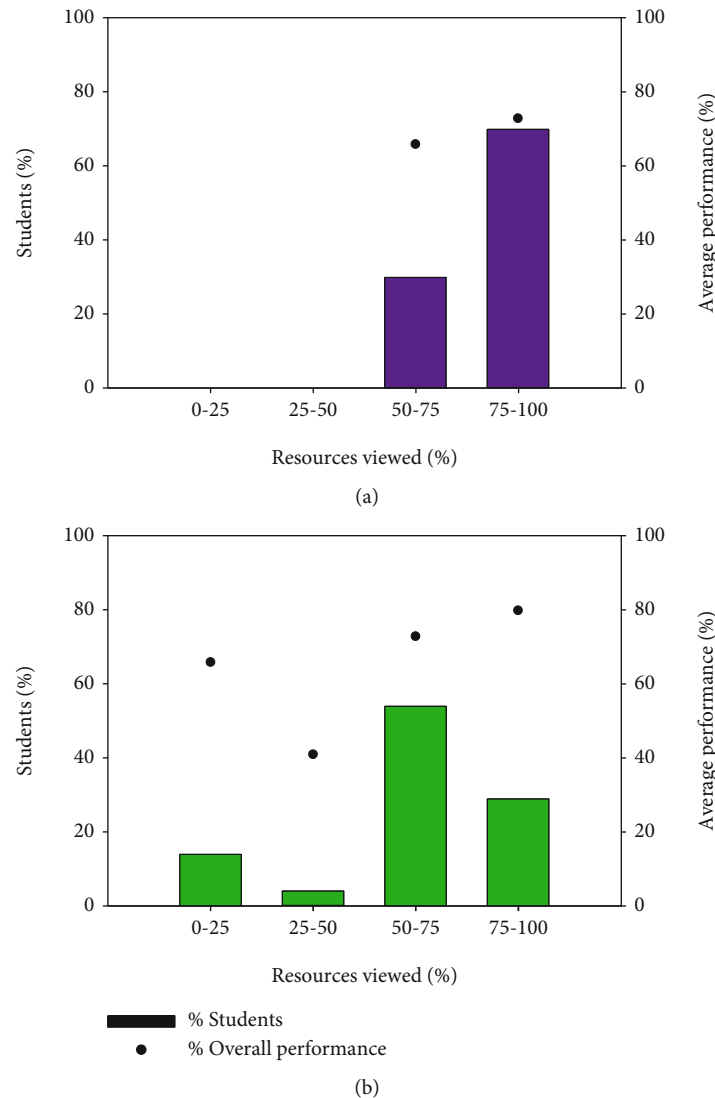 100
80
60
40
20
0
Students (%)
100
80
60
40
20
0
Average performance (%)
0-25 25-50 50-75 75-100
Resources viewed (%)
(a)
100
80
60
40
20
0
Students (%)
100
80
60
40
20
0
Average performance (%)
0-25 25-50 50-75 75-100
Resources viewed (%)
% Students
% Overall performance
(b)